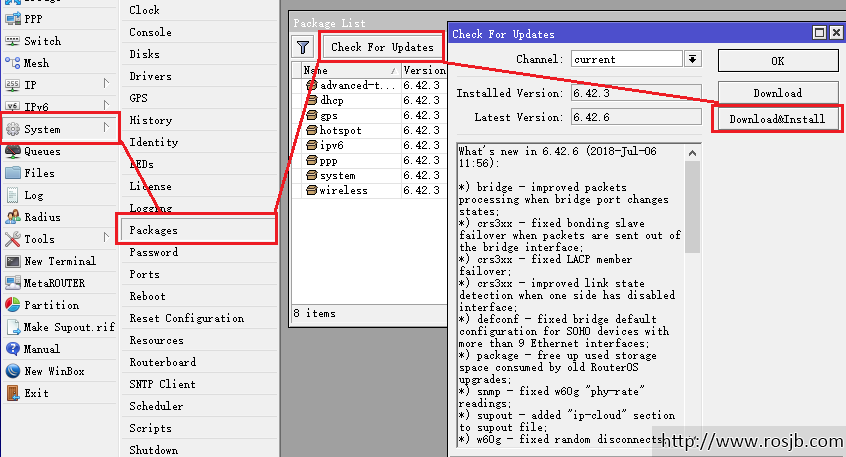 PPP
Switch
Mesh
IP
IPv6
System
Queues
Files
Log
Radius
Tools
New Terminal
MetaROUTER
Partition
Make Supout.rif
Manual
New WinBox
Exit
Clock
Console
Disks
Drivers
GPS
History
Identity
LEDs
License
Logging
Packages
Password
Ports
Reboot
Reset Configuration
Resources
Routerboard
SNTP Client
Scheduler
Scripts
Shutdown
Package List
Check For Updates
Name Version
advanced-t... 6.42.3
dhcp 6.42.3
gps 6.42.3
hotspot 6.42.3
ipv6 6.42.3
ppp 6.42.3
system 6.42.3
wireless 6.42.3
8 items
Check For Updates
Channel: current
Installed Version: 6.42.3
Latest Version: 6.42.6
OK
Download
Download&Install
What's new in 6.42.6 (2018-Jul-06
11:56):
*) bridge - improved packets
processing when bridge port changes
states;
*) crs3xx - fixed bonding slave
failover when packets are sent out of
the bridge interface;
*) crs3xx - fixed LACP member
failover;
*) crs3xx - improved link state
detection when one side has disabled
interface;
*) defconf - fixed bridge default
configuration for SOHO devices with
more than 9 Ethernet interfaces;
*) package - free up used storage
space consumed by old RouterOS
upgrades;
*) snmp - fixed w60g "phy-rate"
readings;
*) supout - added "ip-cloud" section
to supout file;
*) w60g - fixed random disconnects
http://www.rosjb.com